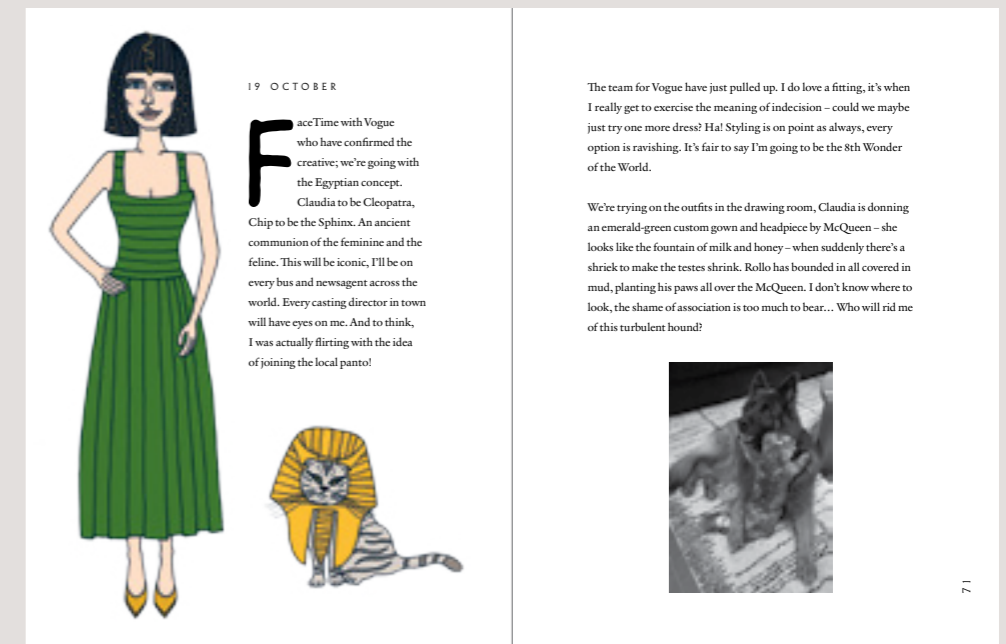 19 OCTOBER
FaceTime with Vogue
who have confirmed the
creative; we're going with
the Egyptian concept.
Claudia to be Cleopatra,
Chip to be the Sphinx. An ancient
communion of the feminine and the
feline. This will be iconic, I'll be on
every bus and newsagent across the
world. Every casting director in town
will have eyes on me. And to think,
I was actually flirting with the idea
of joining the local panto!
The team for Vogue have just pulled up. I do love a fitting, it's when
I really get to exercise the meaning of indecision – could we maybe
just try one more dress? Ha! Styling is on point as always, every
option is ravishing. It's fair to say I'm going to be the 8th Wonder
of the World.
We're trying on the outfits in the drawing room, Claudia is donning
an emerald-green custom gown and headpiece by McQueen – she
looks like the fountain of milk and honey – when suddenly there's a
shriek to make the testes shrink. Rollo has bounded in all covered in
mud, planting his paws all over the McQueen. I don't know where to
look, the shame of association is too much to bear… Who will rid me
of this turbulent hound?
71